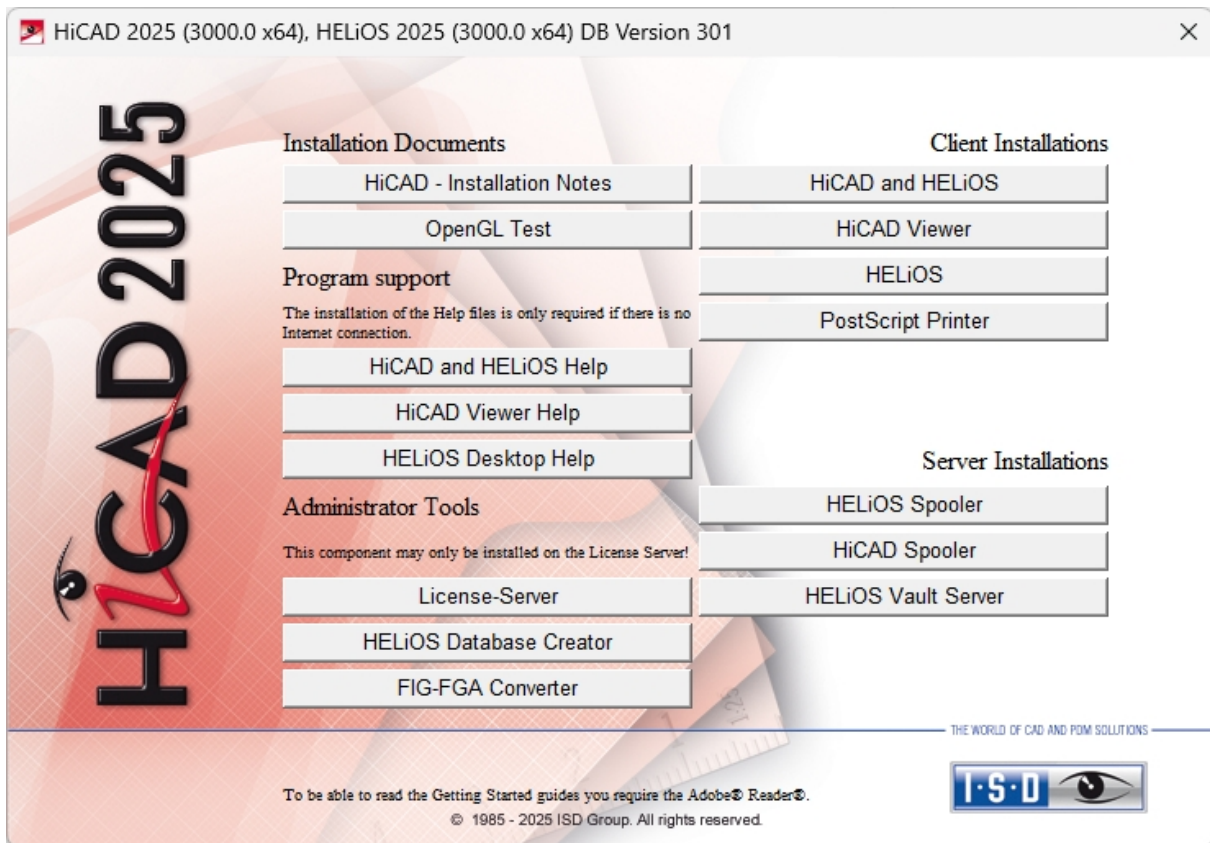 HiCAD 2025 (3000.0 x64), HELiOS 2025 (3000.0 x64) DB Version 301
HiCAD 2025
Installation Documents
HiCAD - Installation Notes
OpenGL Test
Program support
The installation of the Help files is only required if there is no
Internet connection.
HiCAD and HELiOS Help
HiCAD Viewer Help
HELiOS Desktop Help
Administrator Tools
This component may only be installed on the License Server!
License-Server
HELiOS Database Creator
FIG-FGA Converter
Client Installations
HiCAD and HELiOS
HiCAD Viewer
HELiOS
PostScript Printer
Server Installations
HELiOS Spooler
HiCAD Spooler
HELiOS Vault Server
1:25
1
THE WORLD OF CAD AND PDM SOLUTIONS
I·S·D
To be able to read the Getting Started guides you require the Adobe® Reader®.
© 1985 - 2025 ISD Group. All rights reserved.